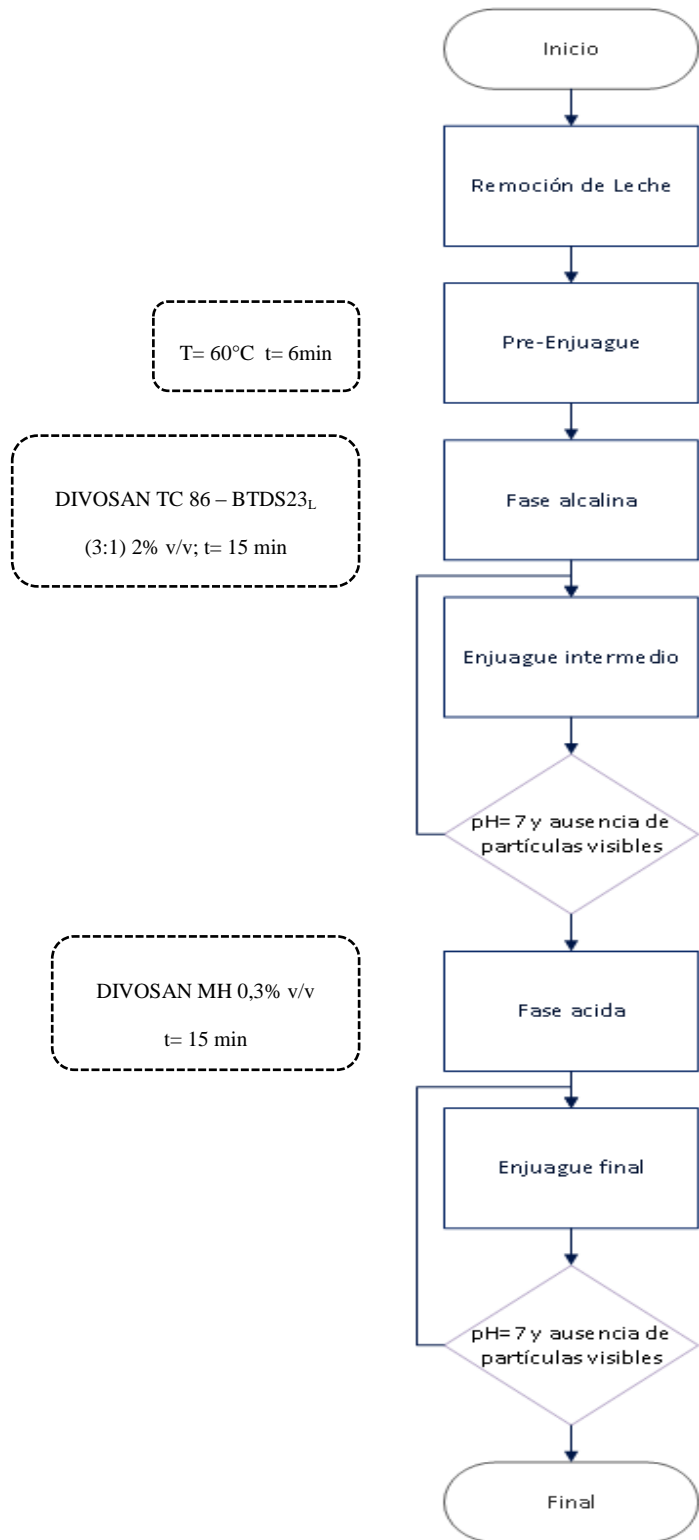 Inicio
Remoción de Leche
T= 60°C t= 6min
Pre-Enjuague
DIVOSAN TC 86 – BTDS23L
(3:1) 2% v/v; t= 15 min
Fase alcalina
Enjuague intermedio
pH= 7 y ausencia de
partículas visibles
DIVOSAN MH 0,3% v/v
t= 15 min
Fase acida
Enjuague final
pH= 7 y ausencia de
partículas visibles
Final